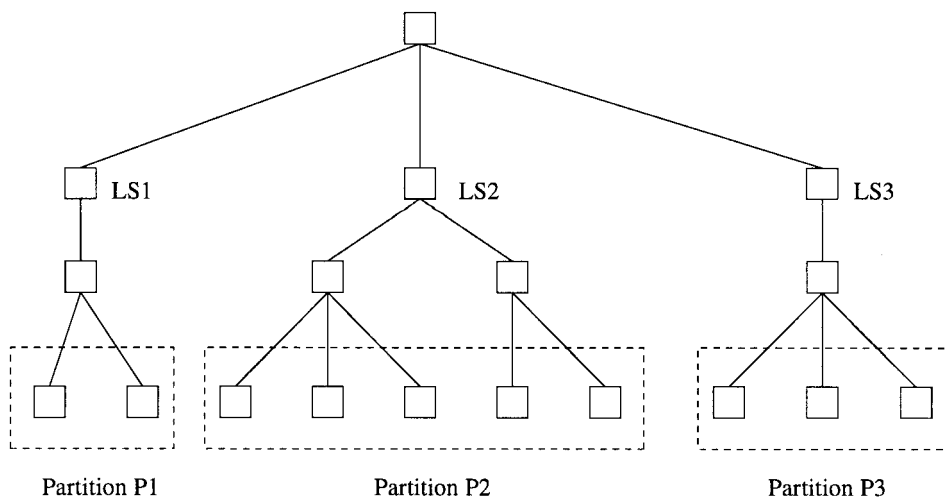 LS1
LS2
LS3
Partition P1
Partition P2
Partition P3